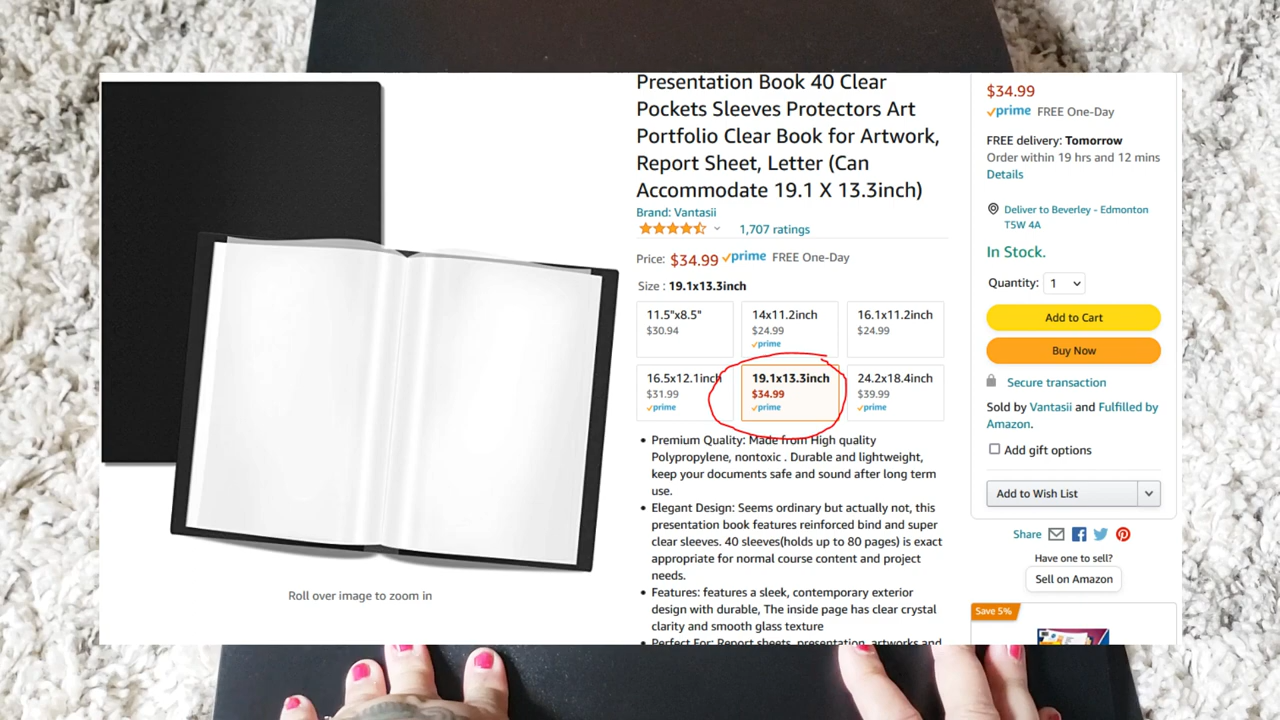 Presentation Book 40 Clear
Pockets Sleeves Protectors Art
Portfolio Clear Book for Artwork,
Report Sheet, Letter (Can
Accommodate 19.1 X 13.3inch)
Brand: Vantasii
1,707 ratings
Price: $34.99 prime FREE One-Day
Size : 19.1x13.3inch
11.5"x8.5"
$30.94
14x11.2inch
$24.99
prime
16.1x11.2inch
$24.99
16.5x12.1inch
$31.99
prime
19.1x13.3inch
$34.99
prime
24.2x18.4inch
$39.99
prime
• Premium Quality: Made from High quality
Polypropylene, nontoxic . Durable and lightweight,
keep your documents safe and sound after long term
use.
• Elegant Design: Seems ordinary but actually not, this
presentation book features reinforced bind and super
clear sleeves. 40 sleeves(holds up to 80 pages) is exact
appropriate for normal course content and project
needs.
• Features: features a sleek, contemporary exterior
design with durable, The inside page has clear crystal
clarity and smooth glass texture
• Perfect For: Report sheets, presentation, artworks and
Roll over image to zoom in
$34.99
prime FREE One-Day
FREE delivery: Tomorrow
Order within 19 hrs and 12 mins
Details
Deliver to Beverley - Edmonton
T5W 4A
In Stock.
Quantity: 1
Add to Cart
Buy Now
Secure transaction
Sold by Vantasii and Fulfilled by
Amazon.
Add gift options
Add to Wish List
Share
Have one to sell?
Sell on Amazon
Save 5%